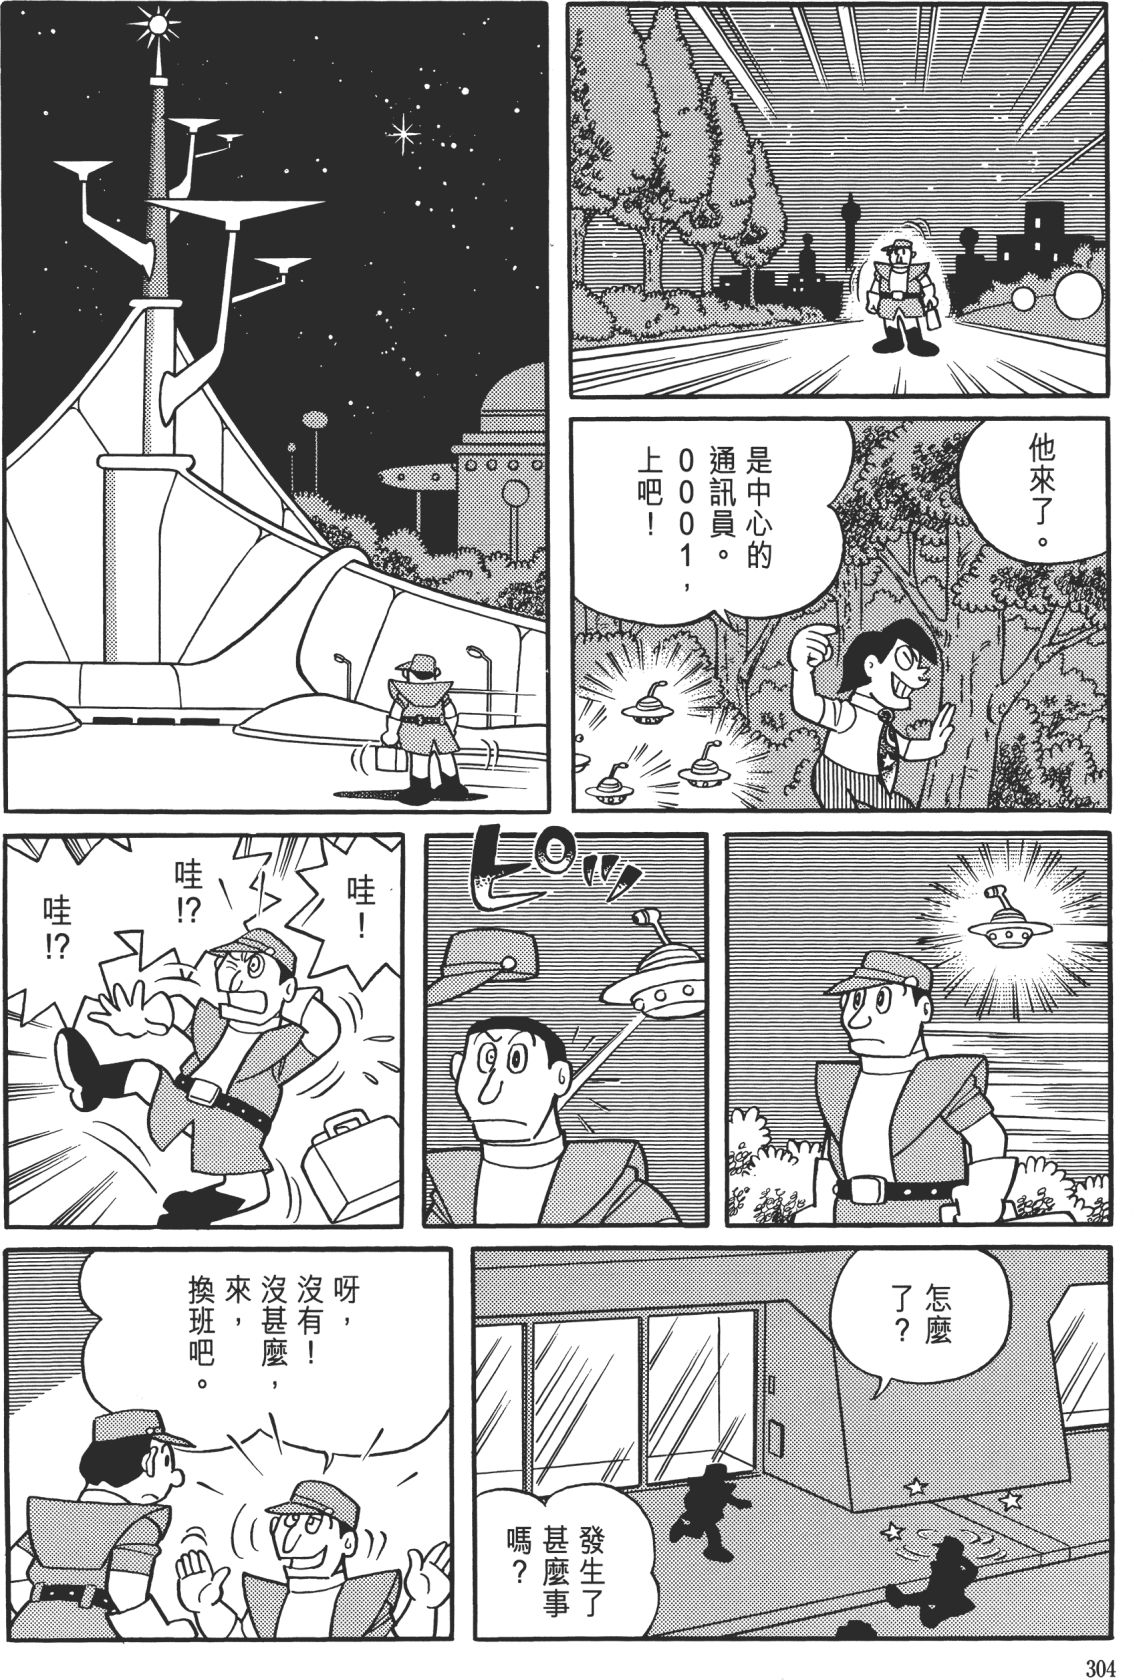 他來了。
是中心的
通訊員。
0001，
上吧！
ピロッ
哇！
哇!?
哇!?
怎麼
了？
發生了
甚麼事
嗎？
呀，
沒有！
沒甚麼，
來，
換班吧。
304